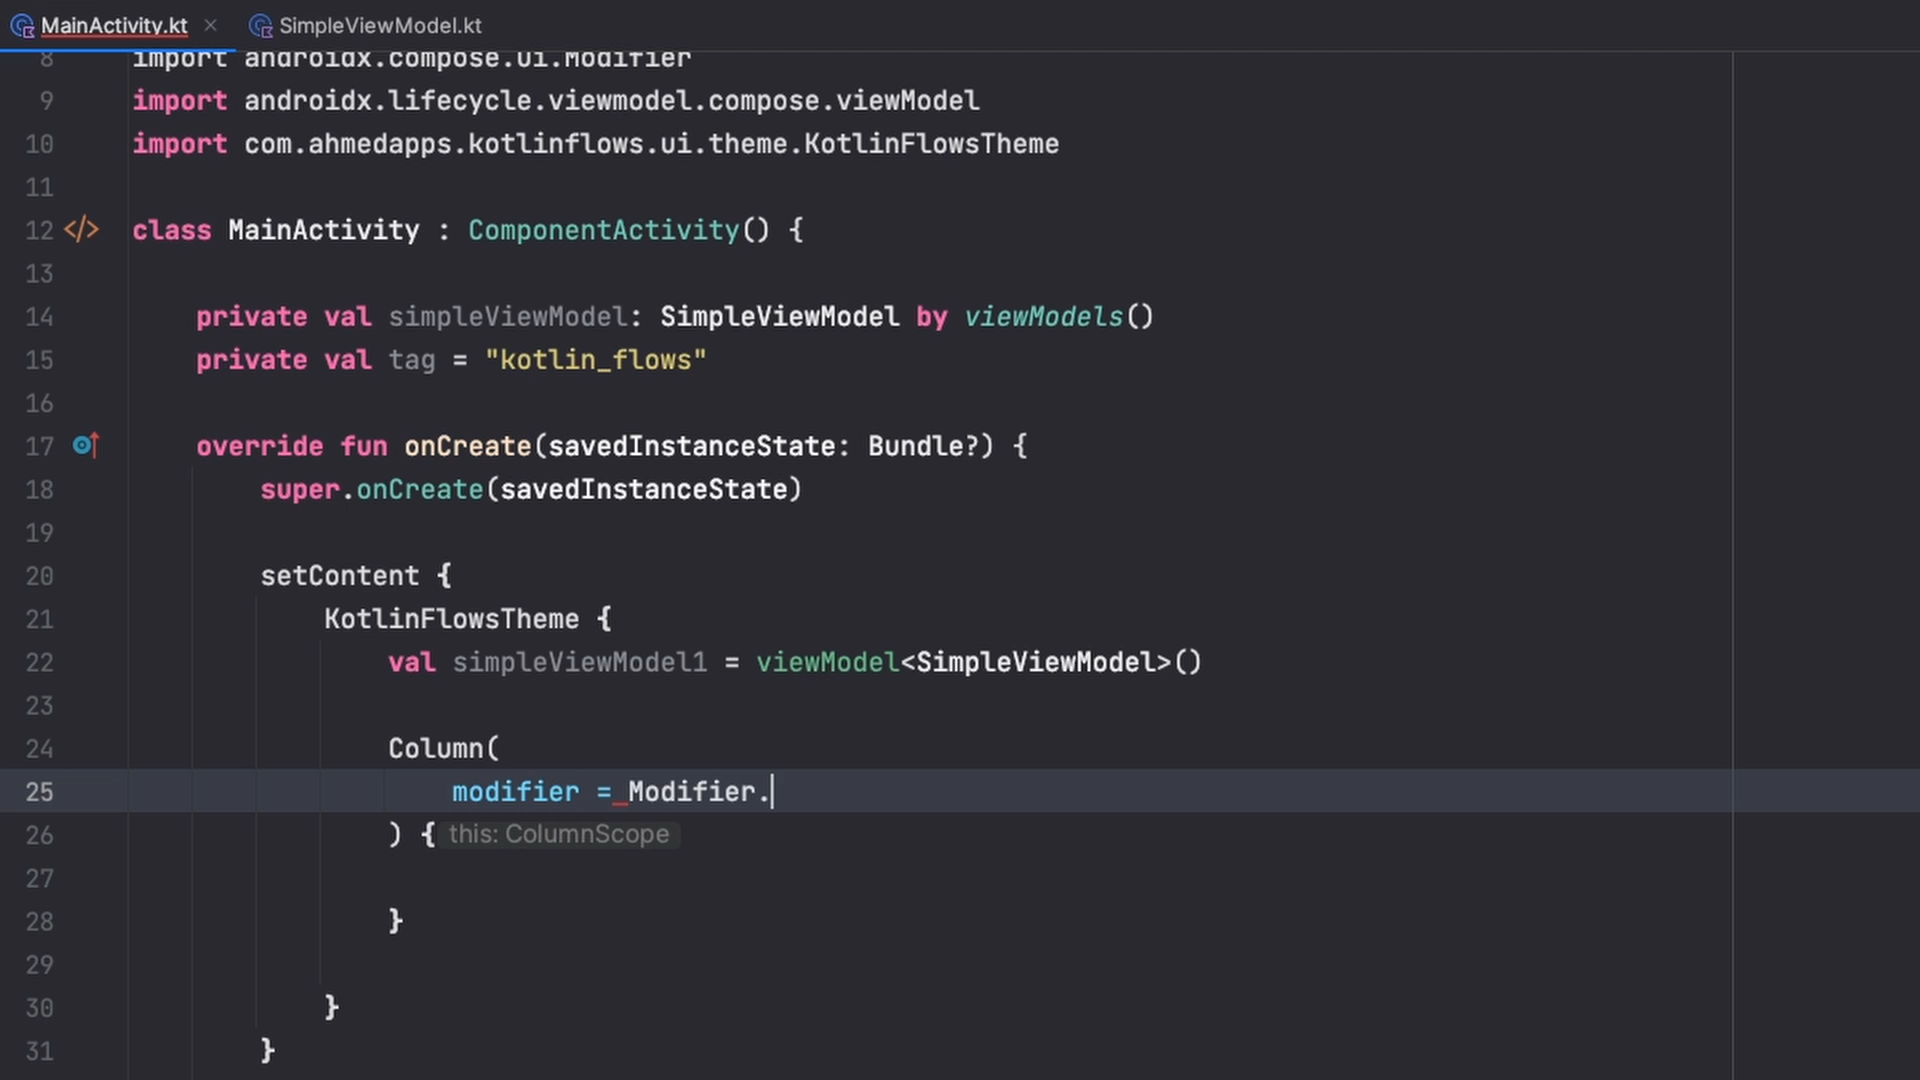 MainActivity.kt × SimpleViewModel.kt
8 import androidx.compose.ui.Modifier
9 import androidx.lifecycle.viewmodel.compose.viewModel
10 import com.ahmedapps.kotlinflows.ui.theme.KotlinFlowsTheme
11
12 </> class MainActivity : ComponentActivity() {
13
14 private val simpleViewModel: SimpleViewModel by viewModels()
15 private val tag = "kotlin_flows"
16
17 override fun onCreate(savedInstanceState: Bundle?) {
18 super.onCreate(savedInstanceState)
19
20 setContent {
21 KotlinFlowsTheme {
22 val simpleViewModel1 = viewModel<SimpleViewModel>()
23
24 Column(
25 modifier = Modifier.
26 ) { this: ColumnScope
27
28 }
29
30 }
31 }